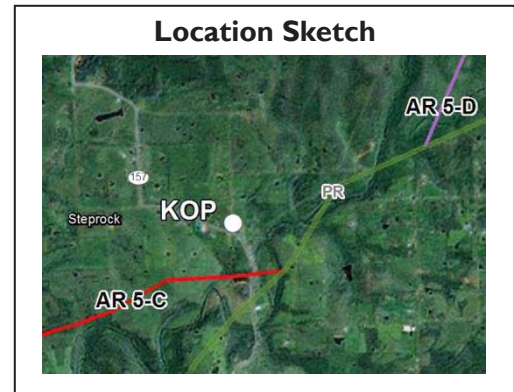 Location Sketch
AR 5-D
157
PR
Steprock
KOP
AR 5-C